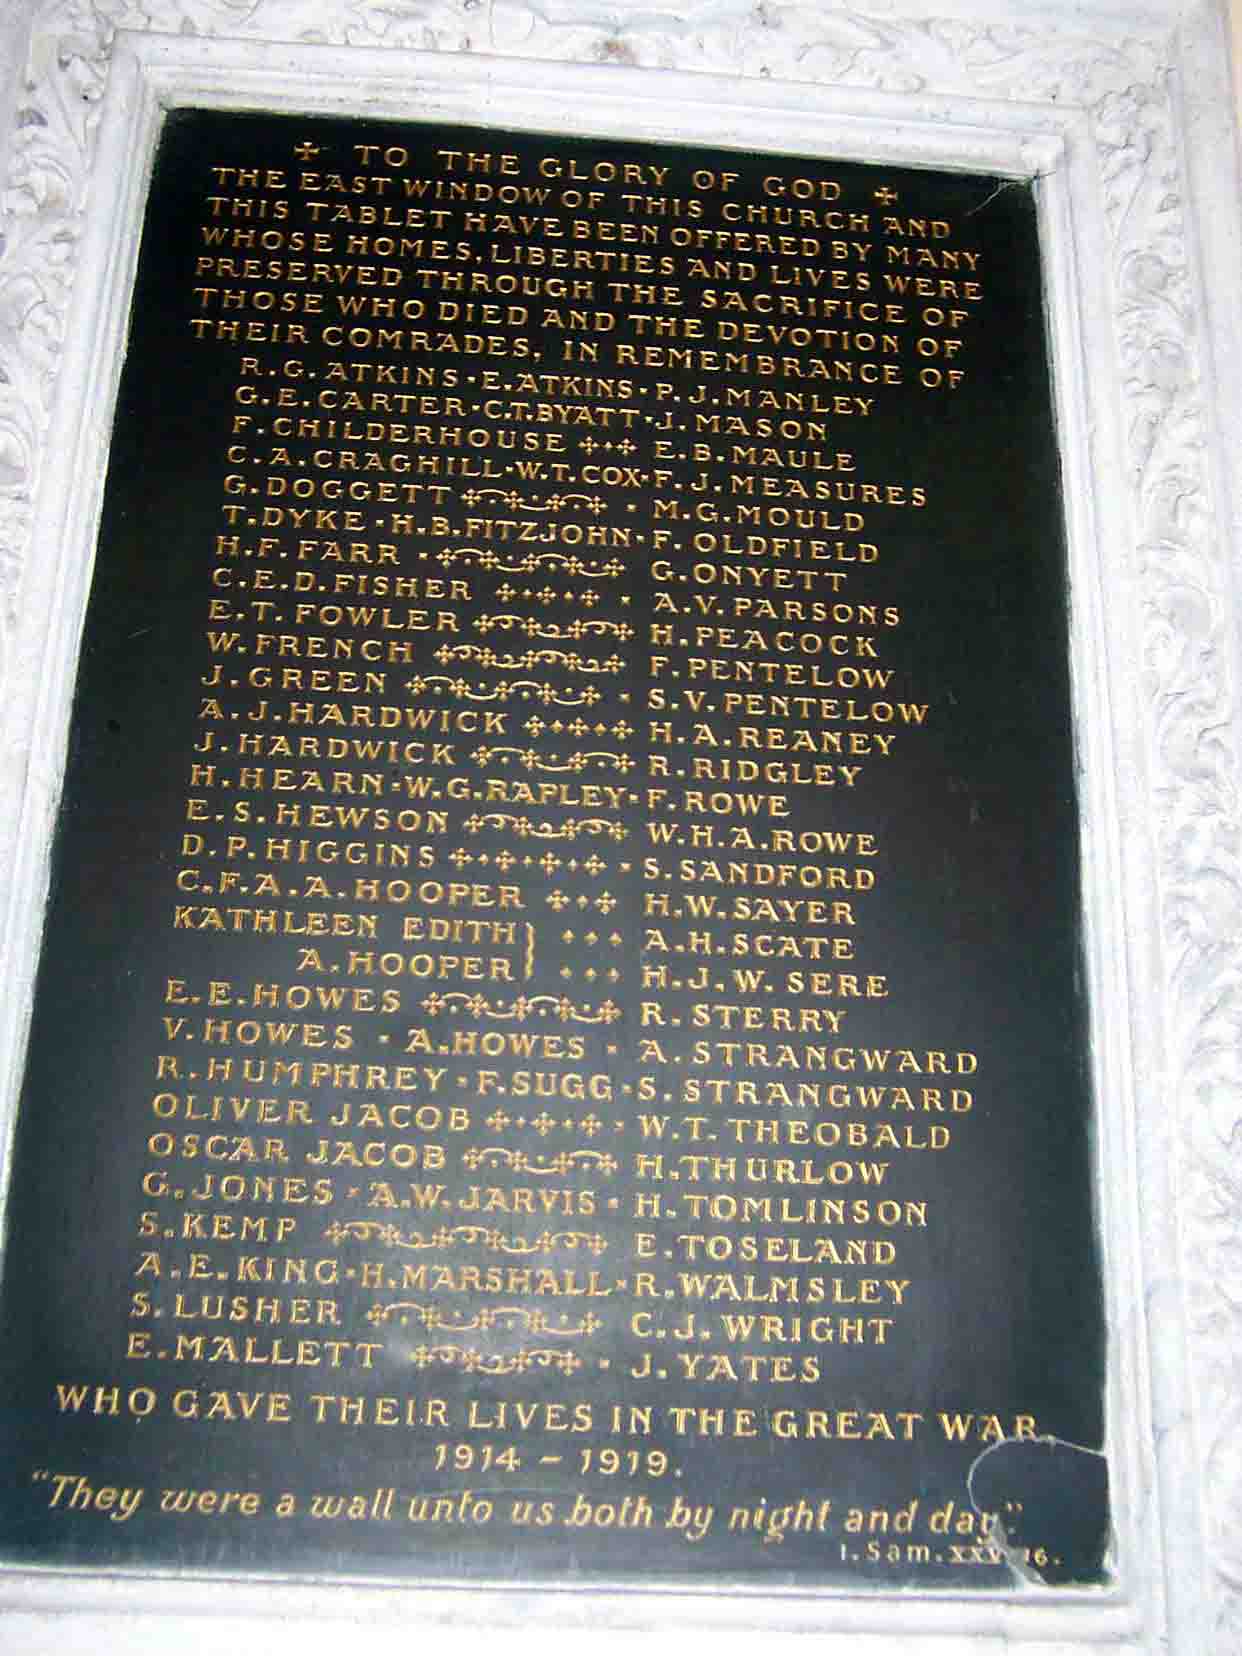 TO THE GLORY OF GOD
THE EAST WINDOW OF THIS CHURCH AND
THIS TABLET HAVE BEEN OFFERED BY MANY
WHOSE HOMES, LIBERTIES AND LIVES WERE
PRESERVED THROUGH THE SACRIFICE OF
THOSE WHO DIED AND THE DEVOTION OF
THEIR COMRADES, IN REMEMBRANCE OF
R.G. ATKINS · E. ATKINS · P. J. MANLEY
G. E. CARTER · C.T. BYATT · J. MASON
F. CHILDERHOUSE E. B. MAULE
C. A. CRAGHILL · W. T. COX · F. J. MEASURES
G. DOGGETT · M. G. MOULD
T. DYKE · H. B. FITZJOHN · F. OLDFIELD
H. F. FARR · G. ONYETT
C. E. D. FISHER · A. V. PARSONS
E. T. FOWLER H. PEACOCK
W. FRENCH F. PENTELOW
J. GREEN · S. V. PENTELOW
A. J. HARDWICK H. A. REANEY
J. HARDWICK R. RIDGLEY
H. HEARN · W. G. RAPLEY · F. ROWE
E. S. HEWSON W. H. A. ROWE
D. P. HIGGINS · S. SANDFORD
C. F. A. A. HOOPER H. W. SAYER
KATHLEEN EDITH } A. H. SCATE
A. HOOPER } H. J. W. SERE
E. E. HOWES R. STERRY
V. HOWES · A. HOWES · A. STRANGWARD
R. HUMPHREY · F. SUGG · S. STRANGWARD
OLIVER JACOB · W. T. THEOBALD
OSCAR JACOB H. THURLOW
G. JONES · A. W. JARVIS · H. TOMLINSON
S. KEMP E. TOSELAND
A. E. KING · H. MARSHALL · R. WALMSLEY
S. LUSHER C. J. WRIGHT
E. MALLETT · J. YATES
WHO GAVE THEIR LIVES IN THE GREAT WAR,
1914 – 1919.
"They were a wall unto us both by night and day".
1. Sam. XXV. 16.